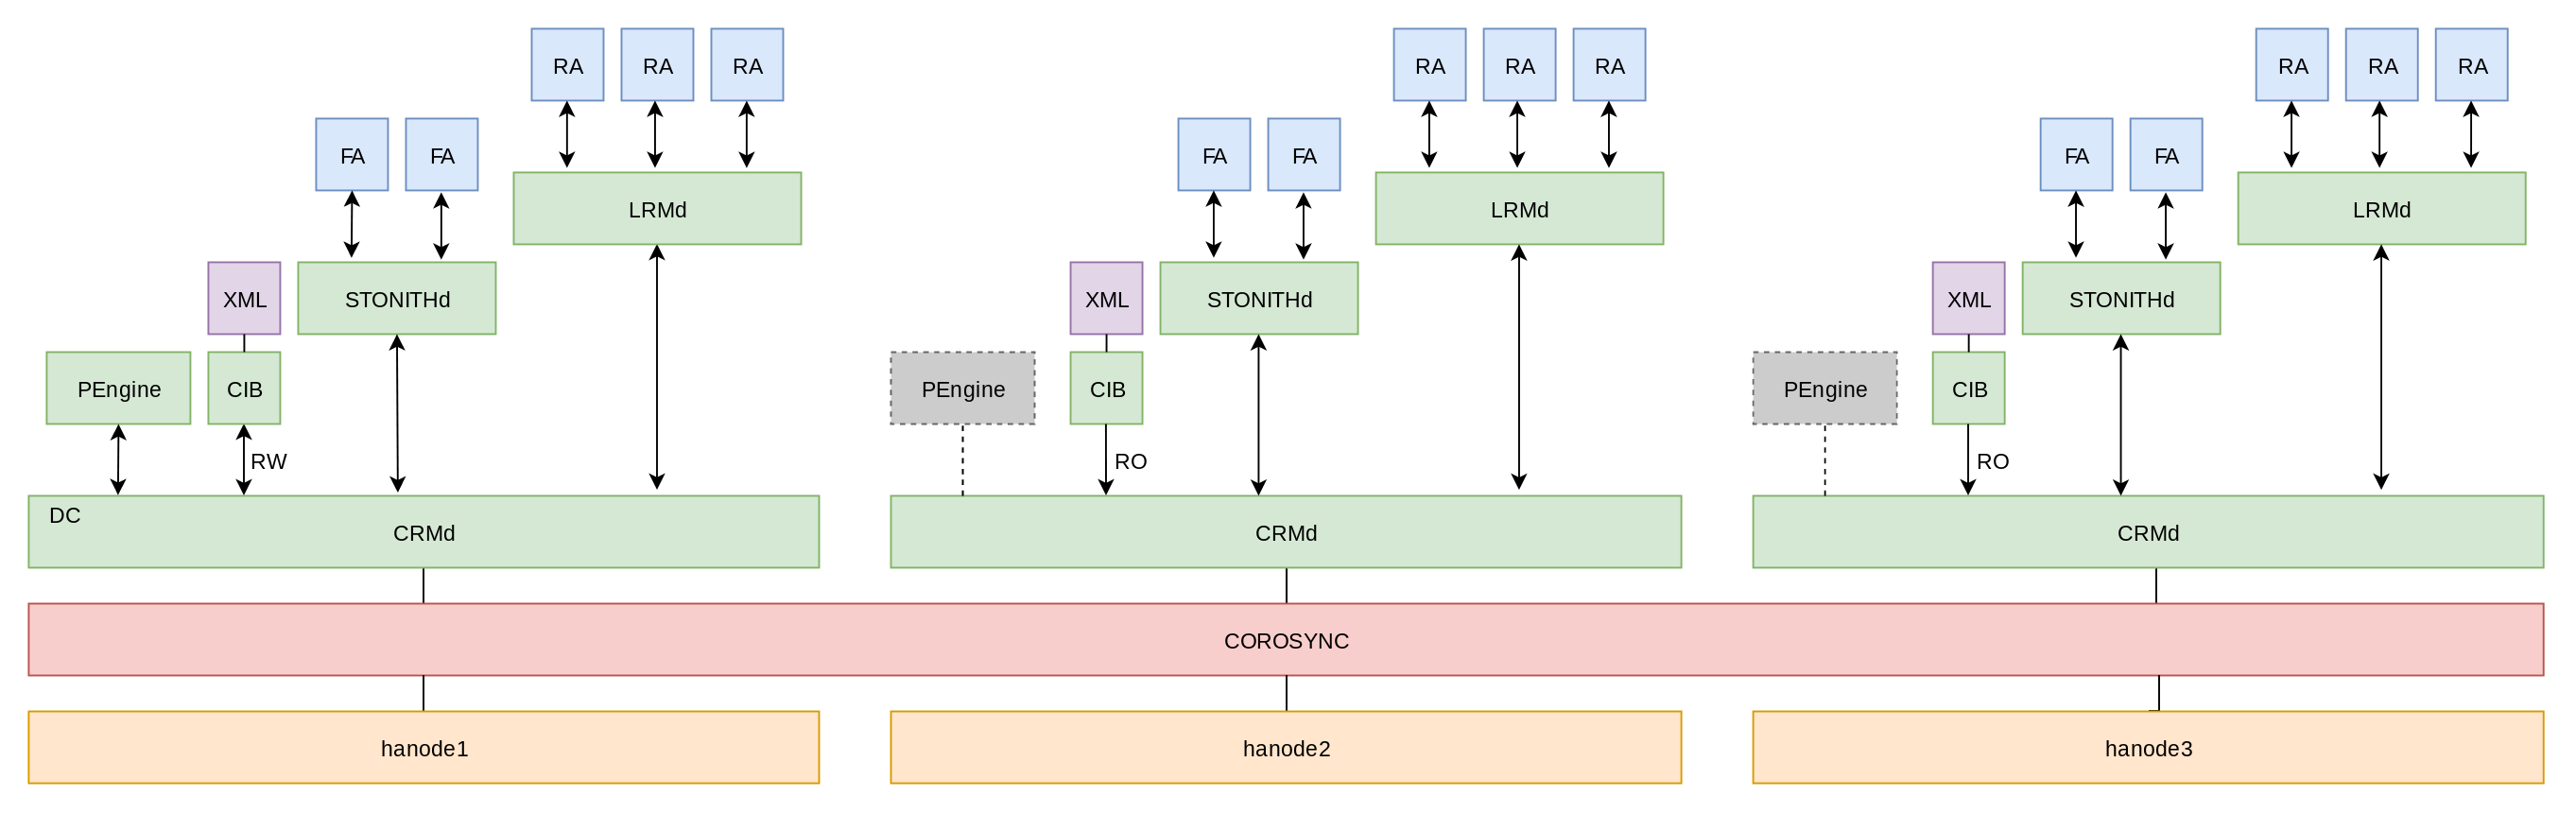 RA RA RA
RA RA RA
RA RA RA
FA FA
FA FA
FA FA
LRMd
LRMd
LRMd
XML
STONITHd
XML
STONITHd
XML
STONITHd
PEngine
CIB
PEngine
CIB
PEngine
CIB
RW
RO
RO
DC
CRMd
CRMd
CRMd
COROSYNC
hanode1
hanode2
hanode3